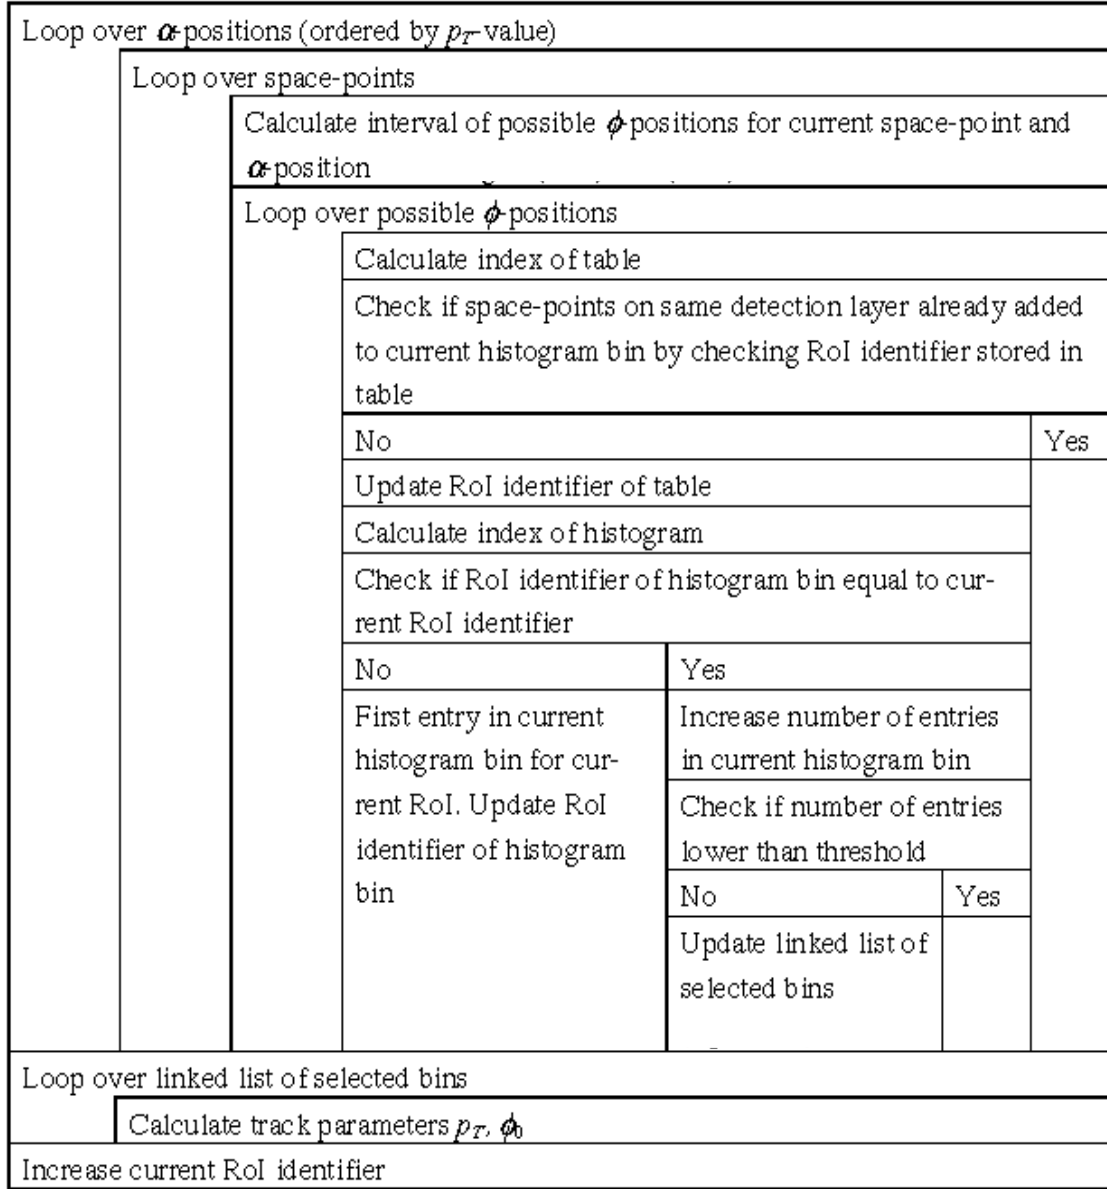 Loop over α-positions (ordered by p_T-value)
Loop over space-points
Calculate interval of possible ϕ-positions for current space-point and
α-position
Loop over possible ϕ-positions
Calculate index of table
Check if space-points on same detection layer already added
to current histogram bin by checking RoI identifier stored in
table
No Yes
Update RoI identifier of table
Calculate index of histogram
Check if RoI identifier of histogram bin equal to cur-
rent RoI identifier
No Yes
First entry in current
histogram bin for cur-
rent RoI. Update RoI
identifier of histogram
bin
Increase number of entries
in current histogram bin
Check if number of entries
lower than threshold
No Yes
Update linked list of
selected bins
Loop over linked list of selected bins
Calculate track parameters p_T, ϕ_0
Increase current RoI identifier